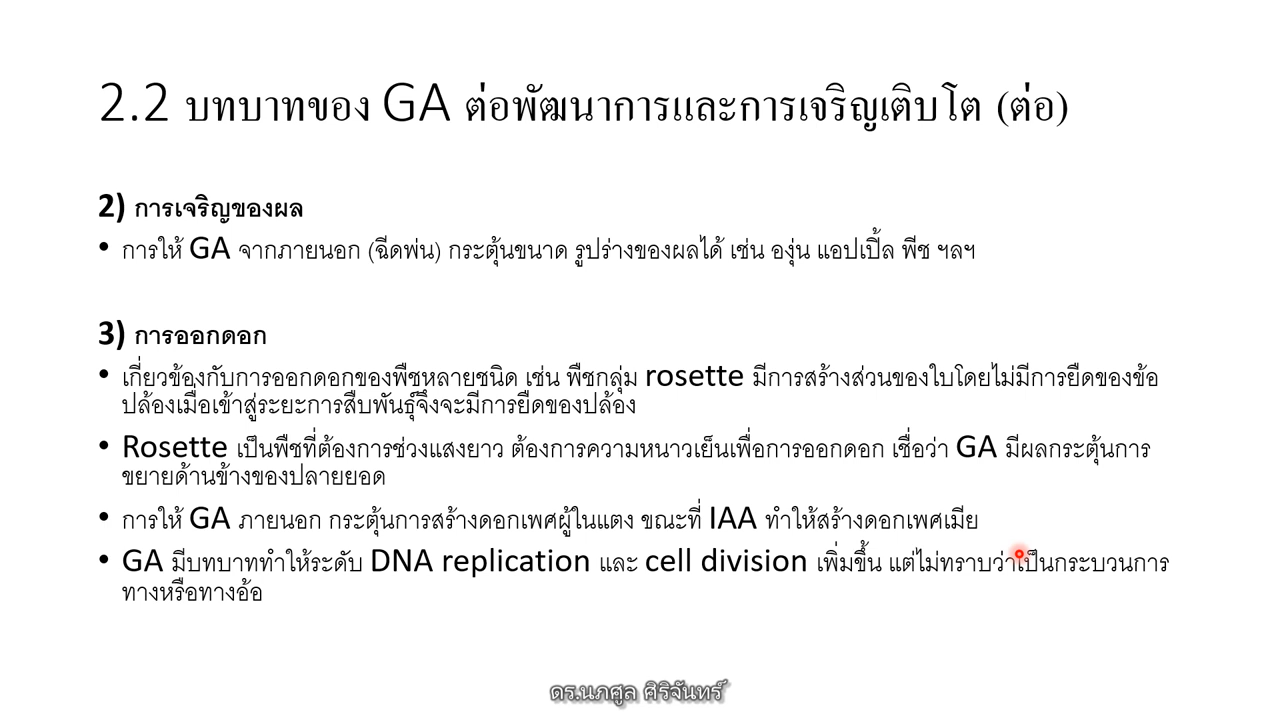 2.2 บทบาทของ GA ต่อพัฒนาการและการเจริญเติบโต (ต่อ)
2) การเจริญของผล
• การให้ GA จากภายนอก (ฉีดพ่น) กระตุ้นขนาด รูปร่างของผลได้ เช่น องุ่น แอปเปิ้ล พีช ฯลฯ
3) การออกดอก
• เกี่ยวข้องกับการออกดอกของพืชหลายชนิด เช่น พืชกลุ่ม rosette มีการสร้างส่วนของใบโดยไม่มีการยืดของข้อ
ปล้องเมื่อเข้าสู่ระยะการสืบพันธุ์จึงจะมีการยืดของปล้อง
• Rosette เป็นพืชที่ต้องการช่วงแสงยาว ต้องการความหนาวเย็นเพื่อการออกดอก เชื่อว่า GA มีผลกระตุ้นการ
ขยายด้านข้างของปลายยอด
• การให้ GA ภายนอก กระตุ้นการสร้างดอกเพศผู้ในแตง ขณะที่ IAA ทำให้สร้างดอกเพศเมีย
• GA มีบทบาททำให้ระดับ DNA replication และ cell division เพิ่มขึ้น แต่ไม่ทราบว่าเป็นกระบวนการ
ทางหรือทางอ้อ
ดร.นภศูล ศิริจันทร์